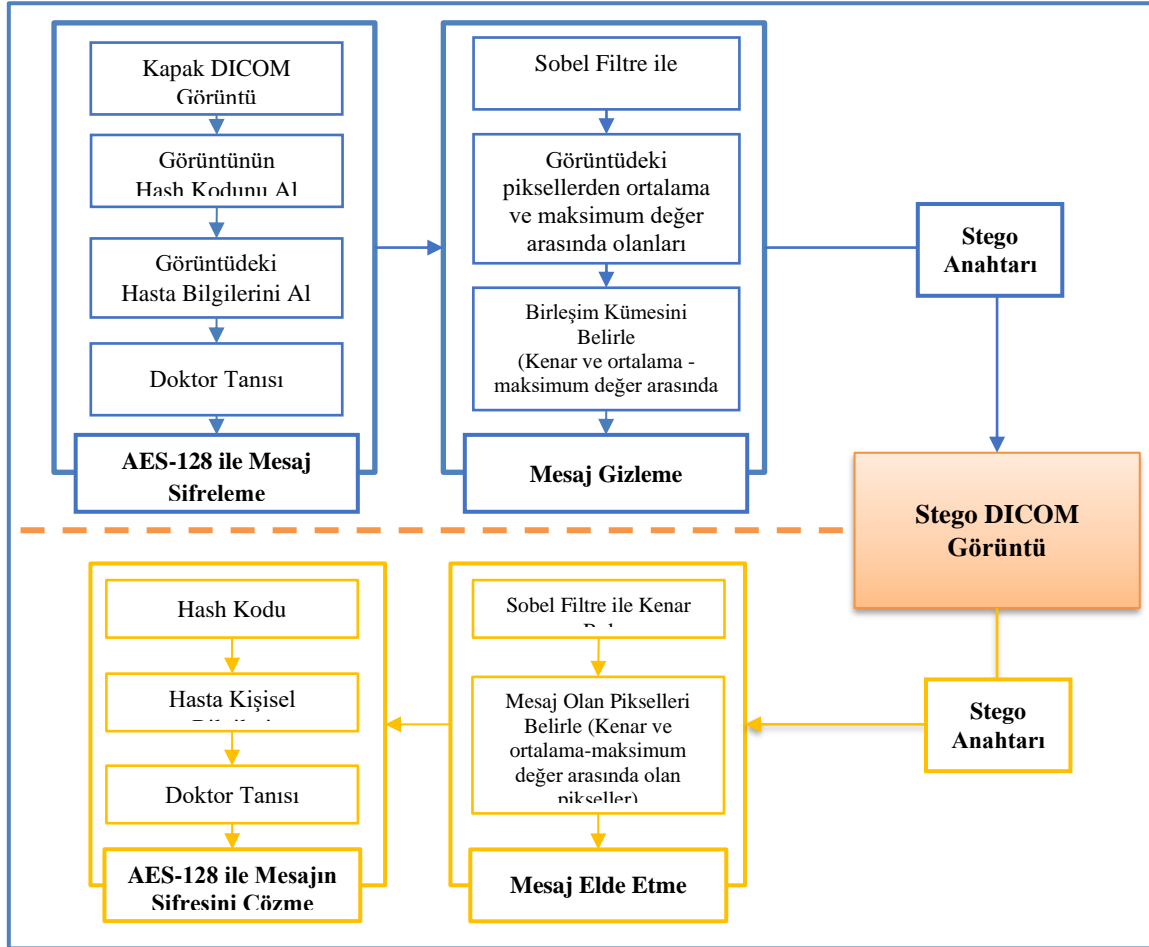 Kapak DICOM
Görüntü
Görüntünün
Hash Kodunu Al
Görüntüdeki
Hasta Bilgilerini Al
Doktor Tanısı
AES-128 ile Mesaj
Sifreleme
Sobel Filtre ile
Görüntüdeki
piksellerden ortalama
ve maksimum değer
arasında olanları
Birleşim Kümesini
Belirle
(Kenar ve ortalama -
maksimum değer arasında
Mesaj Gizleme
Stego
Anahtarı
Stego DICOM
Görüntü
Stego
Anahtarı
Sobel Filtre ile Kenar
Mesaj Olan Pikselleri
Belirle (Kenar ve
ortalama-maksimum
değer arasında olan
pikseller)
Mesaj Elde Etme
Hash Kodu
Hasta Kişisel
Doktor Tanısı
AES-128 ile Mesajın
Sifresini Çözme